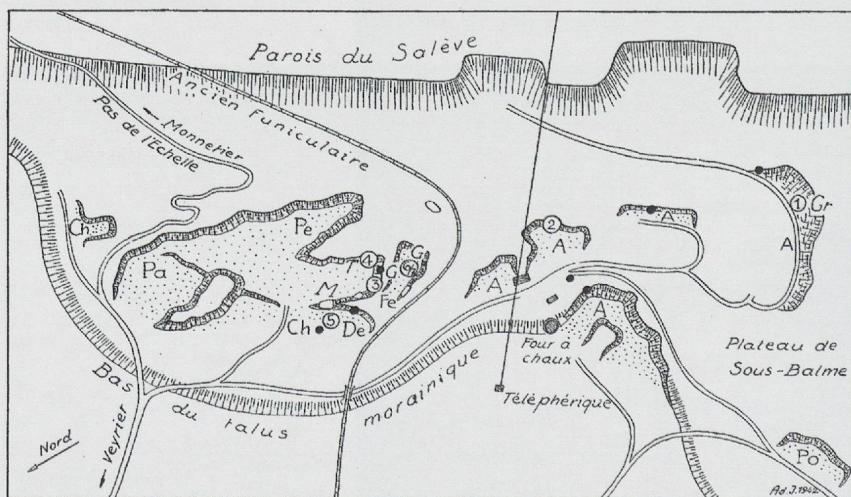 Parois du Salève
Ancien Funiculaire
Pas de l'Echelle
Monnetier
Ch
Pe
Pa
T
4
3
G
G
Fe
M
5
Ch
De
2
A
A
A
A
1
Gr
A
Four à
chaux
Plateau de
Sous-Balme
Téléphérique
Bas
du talus
morainique
Nord
Veyrier
Po
Ad.J.1942